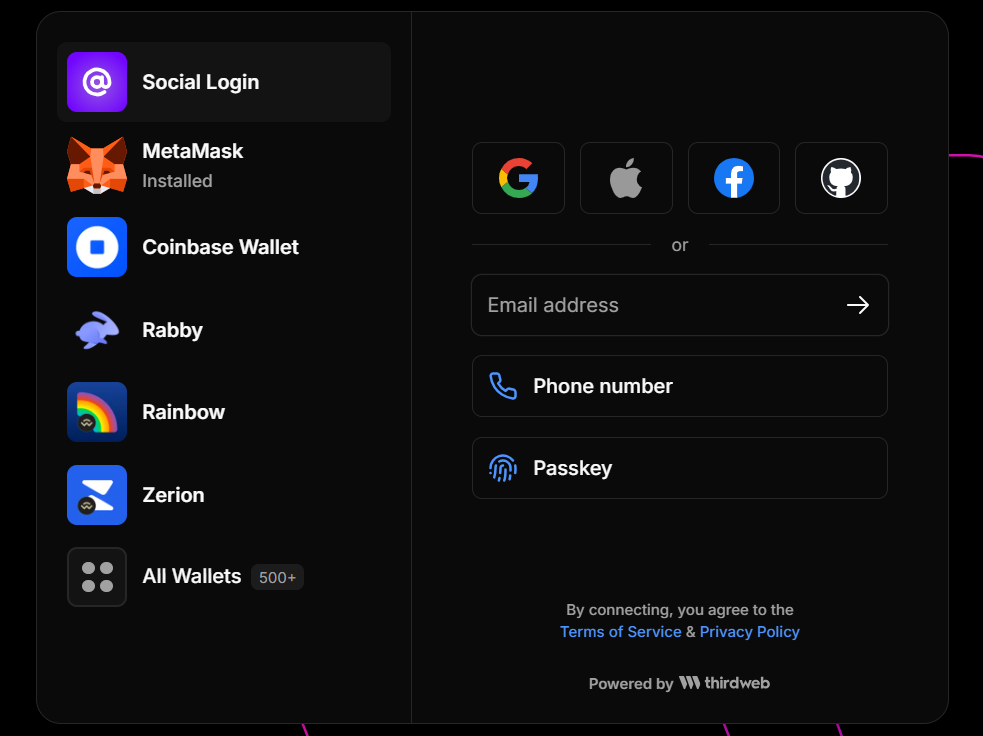 Social Login
MetaMask
Installed
Coinbase Wallet
Rabby
Rainbow
Zerion
All Wallets 500+
or
Email address
Phone number
Passkey
By connecting, you agree to the
Terms of Service & Privacy Policy
Powered by thirdweb